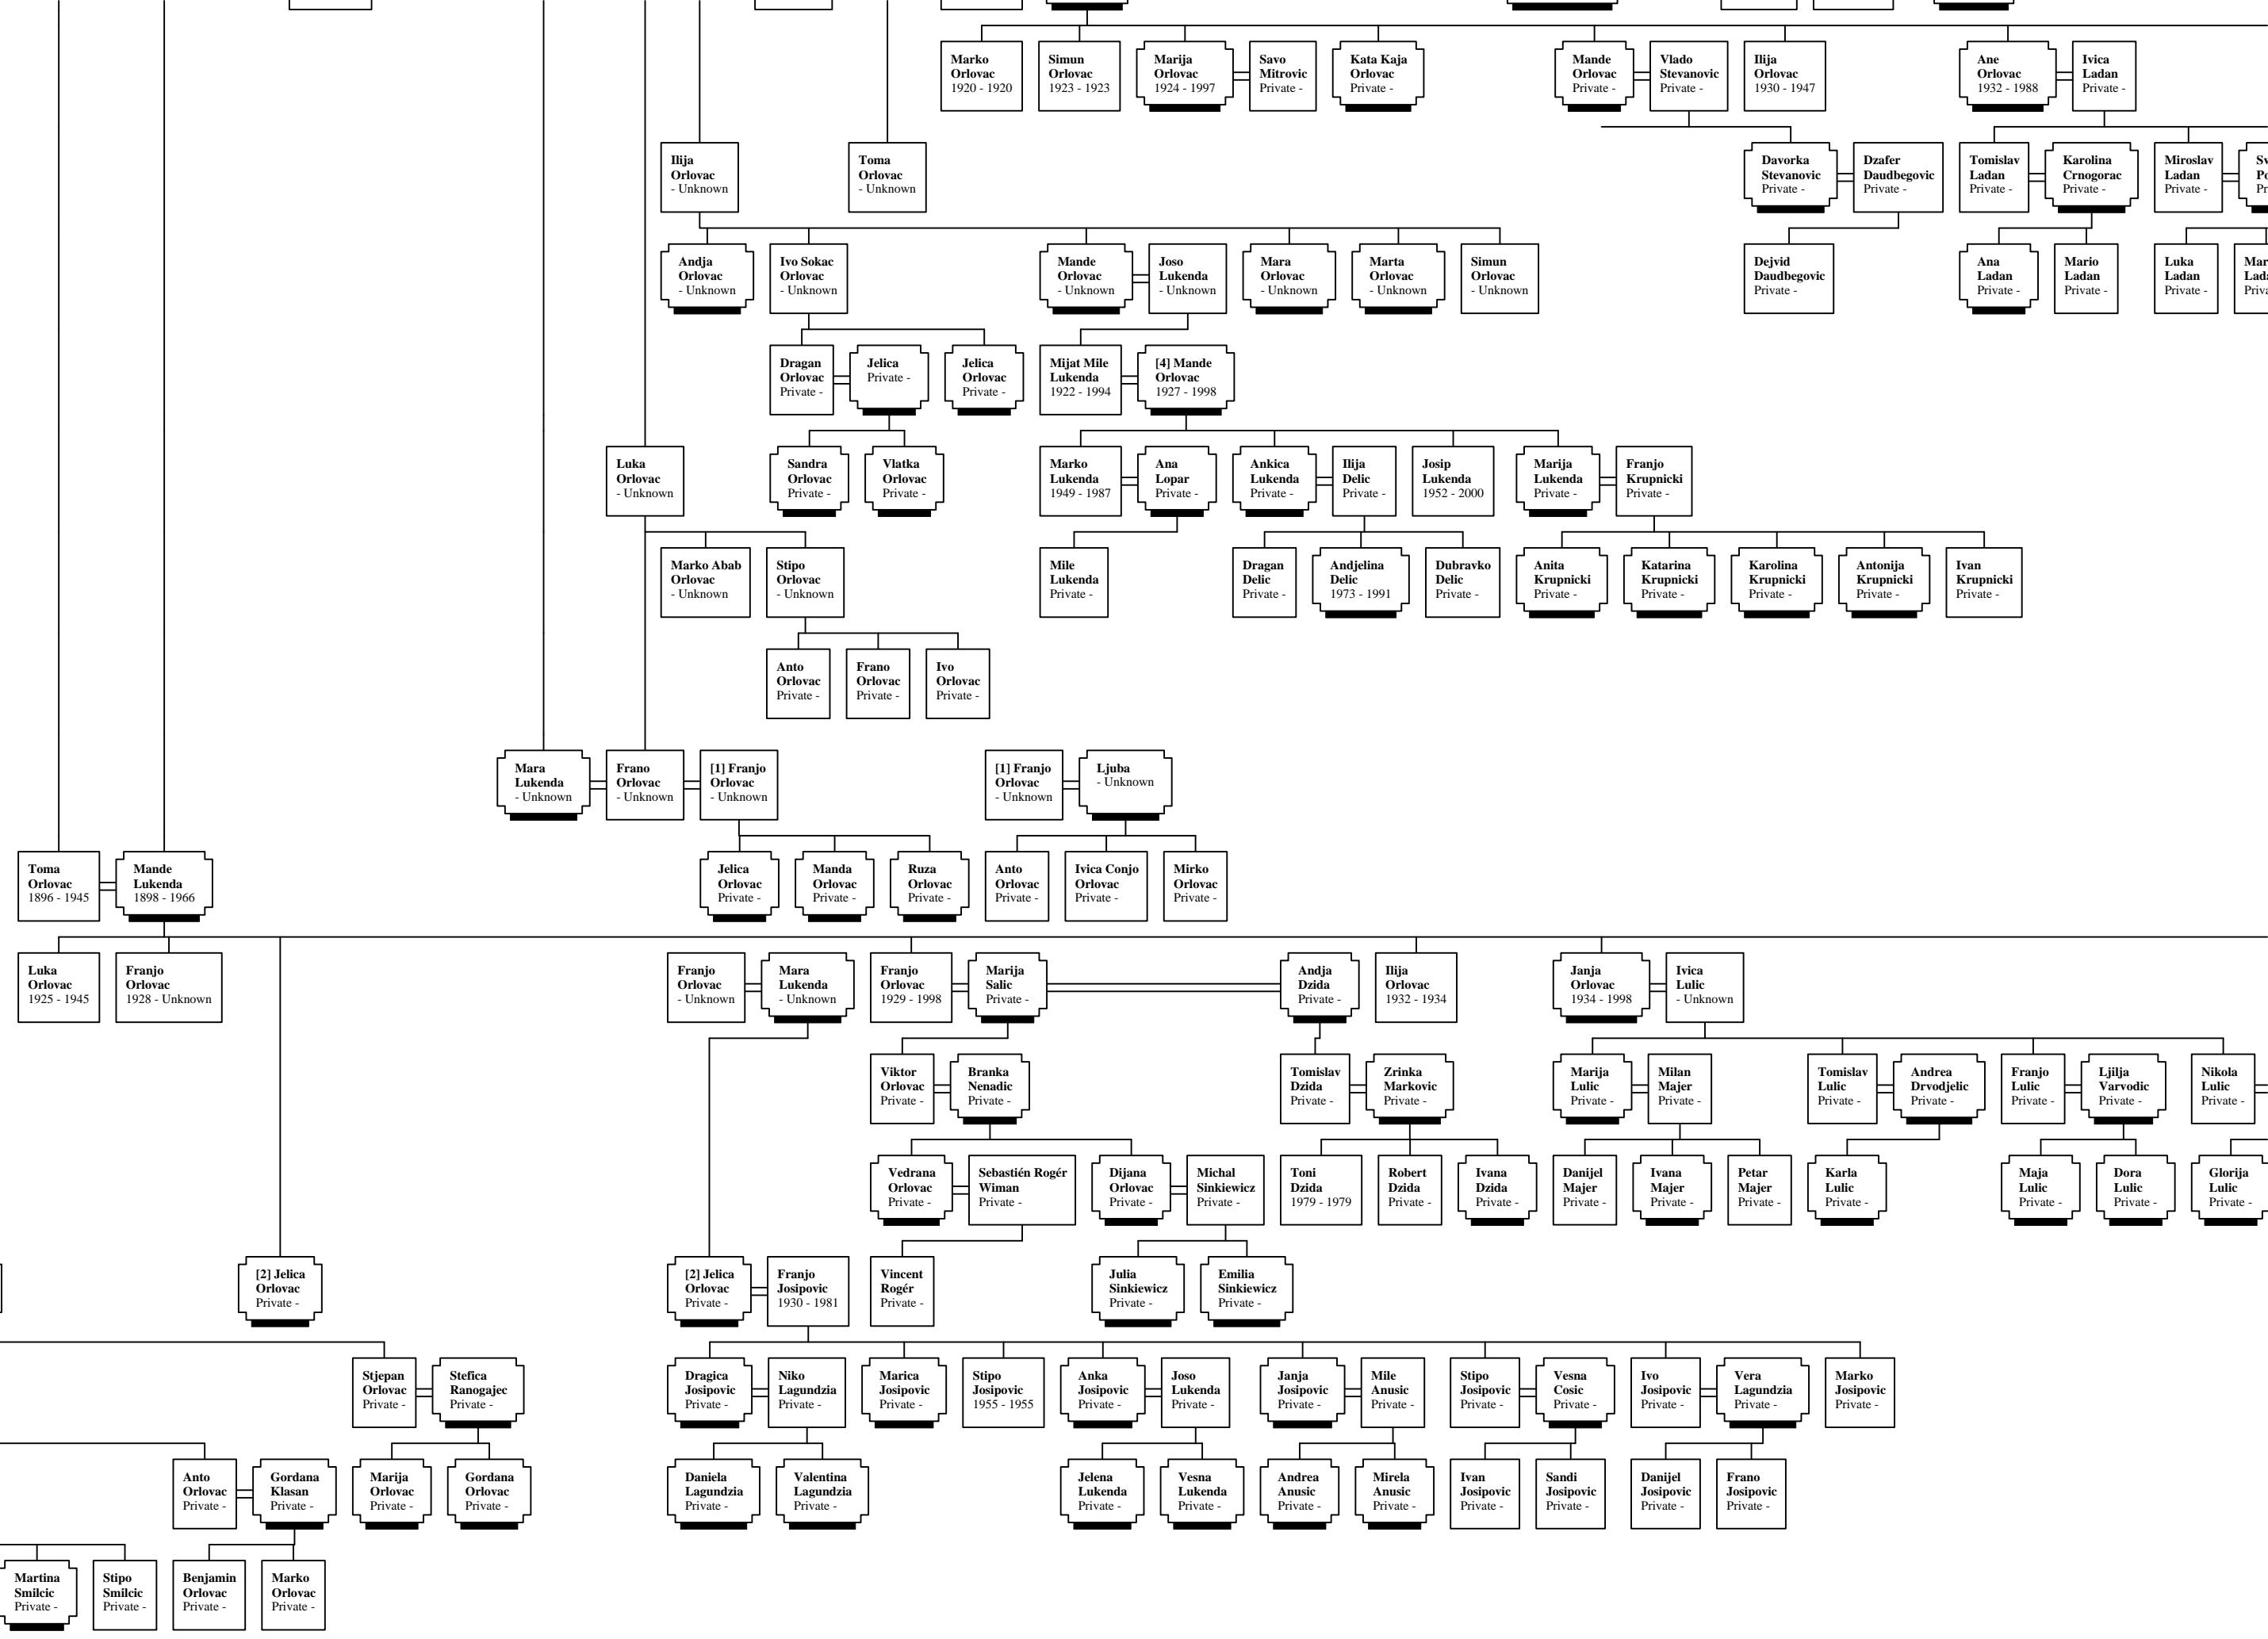 Marko
Orlovac
1920 - 1920
Simun
Orlovac
1923 - 1923
Marija
Orlovac
1924 - 1997
Savo
Mitrovic
Private -
Kata Kaja
Orlovac
Private -
Mande
Orlovac
Private -
Vlado
Stevanovic
Private -
Ilija
Orlovac
1930 - 1947
Ane
Orlovac
1932 - 1988
Ivica
Ladan
Private -
Ilija
Orlovac
- Unknown
Toma
Orlovac
- Unknown
Davorka
Stevanovic
Private -
Dzafer
Daudbegovic
Private -
Tomislav
Ladan
Private -
Karolina
Crnogorac
Private -
Miroslav
Ladan
Private -
Andja
Orlovac
- Unknown
Ivo Sokac
Orlovac
- Unknown
Mande
Orlovac
- Unknown
Joso
Lukenda
- Unknown
Mara
Orlovac
- Unknown
Marta
Orlovac
- Unknown
Simun
Orlovac
- Unknown
Dejvid
Daudbegovic
Private -
Ana
Ladan
Private -
Mario
Ladan
Private -
Luka
Ladan
Private -
Dragan
Orlovac
Private -
Jelica
Private -
Jelica
Orlovac
Private -
Mijat Mile
Lukenda
1922 - 1994
[4] Mande
Orlovac
1927 - 1998
Luka
Orlovac
- Unknown
Sandra
Orlovac
Private -
Vlatka
Orlovac
Private -
Marko
Lukenda
1949 - 1987
Ana
Lopar
Private -
Ankica
Lukenda
Private -
Ilija
Delic
Private -
Josip
Lukenda
1952 - 2000
Marija
Lukenda
Private -
Franjo
Krupnicki
Private -
Marko Abab
Orlovac
- Unknown
Stipo
Orlovac
- Unknown
Mile
Lukenda
Private -
Dragan
Delic
Private -
Andjelina
Delic
1973 - 1991
Dubravko
Delic
Private -
Anita
Krupnicki
Private -
Katarina
Krupnicki
Private -
Karolina
Krupnicki
Private -
Antonija
Krupnicki
Private -
Ivan
Krupnicki
Private -
Anto
Orlovac
Private -
Frano
Orlovac
Private -
Ivo
Orlovac
Private -
Mara
Lukenda
- Unknown
Frano
Orlovac
- Unknown
[1] Franjo
Orlovac
- Unknown
[1] Franjo
Orlovac
- Unknown
Ljuba
- Unknown
Toma
Orlovac
1896 - 1945
Mande
Lukenda
1898 - 1966
Jelica
Orlovac
Private -
Manda
Orlovac
Private -
Ruza
Orlovac
Private -
Anto
Orlovac
Private -
Ivica Conjo
Orlovac
Private -
Mirko
Orlovac
Private -
Luka
Orlovac
1925 - 1945
Franjo
Orlovac
1928 - Unknown
Franjo
Orlovac
- Unknown
Mara
Lukenda
- Unknown
Franjo
Orlovac
1929 - 1998
Marija
Salic
Private -
Andja
Dzida
Private -
Ilija
Orlovac
1932 - 1934
Janja
Orlovac
1934 - 1998
Ivica
Lulic
- Unknown
Viktor
Orlovac
Private -
Branka
Nenadic
Private -
Tomislav
Dzida
Private -
Zrinka
Markovic
Private -
Marija
Lulic
Private -
Milan
Majer
Private -
Tomislav
Lulic
Private -
Andrea
Drvodjelic
Private -
Franjo
Lulic
Private -
Ljilja
Varvodic
Private -
Nikola
Lulic
Private -
Vedrana
Orlovac
Private -
Sebastién Rogér
Wiman
Private -
Dijana
Orlovac
Private -
Michal
Sinkiewicz
Private -
Toni
Dzida
1979 - 1979
Robert
Dzida
Private -
Ivana
Dzida
Private -
Danijel
Majer
Private -
Ivana
Majer
Private -
Petar
Majer
Private -
Karla
Lulic
Private -
Maja
Lulic
Private -
Dora
Lulic
Private -
Glorija
Lulic
Private -
[2] Jelica
Orlovac
Private -
[2] Jelica
Orlovac
Private -
Franjo
Josipovic
1930 - 1981
Vincent
Rogér
Private -
Julia
Sinkiewicz
Private -
Emilia
Sinkiewicz
Private -
Stjepan
Orlovac
Private -
Stefica
Ranogajec
Private -
Dragica
Josipovic
Private -
Niko
Lagundzia
Private -
Marica
Josipovic
Private -
Stipo
Josipovic
1955 - 1955
Anka
Josipovic
Private -
Joso
Lukenda
Private -
Janja
Josipovic
Private -
Mile
Anusic
Private -
Stipo
Josipovic
Private -
Vesna
Cosic
Private -
Ivo
Josipovic
Private -
Vera
Lagundzia
Private -
Marko
Josipovic
Private -
Anto
Orlovac
Private -
Gordana
Klasan
Private -
Marija
Orlovac
Private -
Gordana
Orlovac
Private -
Daniela
Lagundzia
Private -
Valentina
Lagundzia
Private -
Jelena
Lukenda
Private -
Vesna
Lukenda
Private -
Andrea
Anusic
Private -
Mirela
Anusic
Private -
Ivan
Josipovic
Private -
Sandi
Josipovic
Private -
Danijel
Josipovic
Private -
Frano
Josipovic
Private -
Martina
Smilcic
Private -
Stipo
Smilcic
Private -
Benjamin
Orlovac
Private -
Marko
Orlovac
Private -